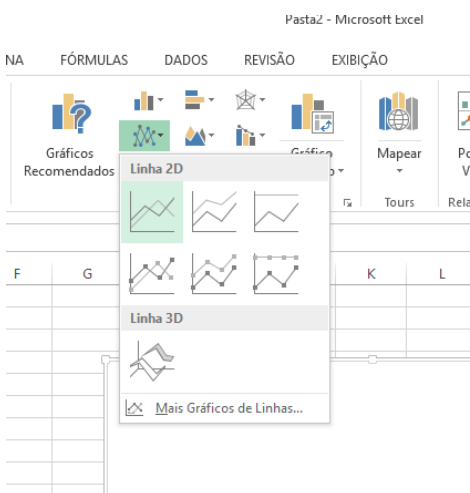 Pasta2 - Microsoft Excel
NA FÓRMULAS DADOS REVISÃO EXIBIÇÃO
Gráficos Recomendados
Gráfico
Mapear
Tours
Linha 2D
F G K L
Linha 3D
Mais Gráficos de Linhas...